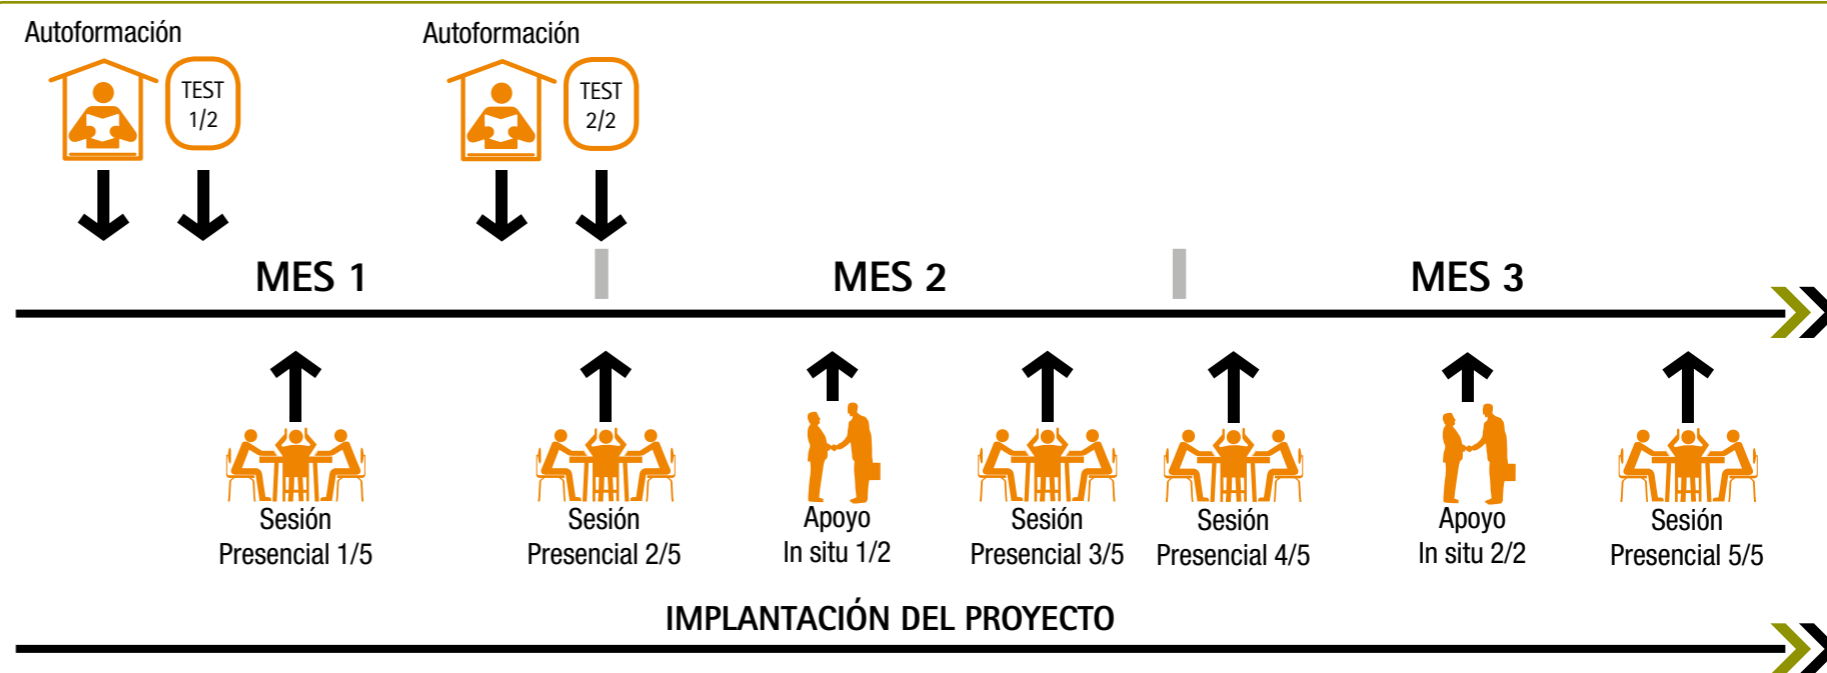 Autoformación
TEST
1/2
Autoformación
TEST
2/2
MES 1
MES 2
MES 3
Sesión
Presencial 1/5
Sesión
Presencial 2/5
Apoyo
In situ 1/2
Sesión
Presencial 3/5
Sesión
Presencial 4/5
Apoyo
In situ 2/2
Sesión
Presencial 5/5
IMPLANTACIÓN DEL PROYECTO